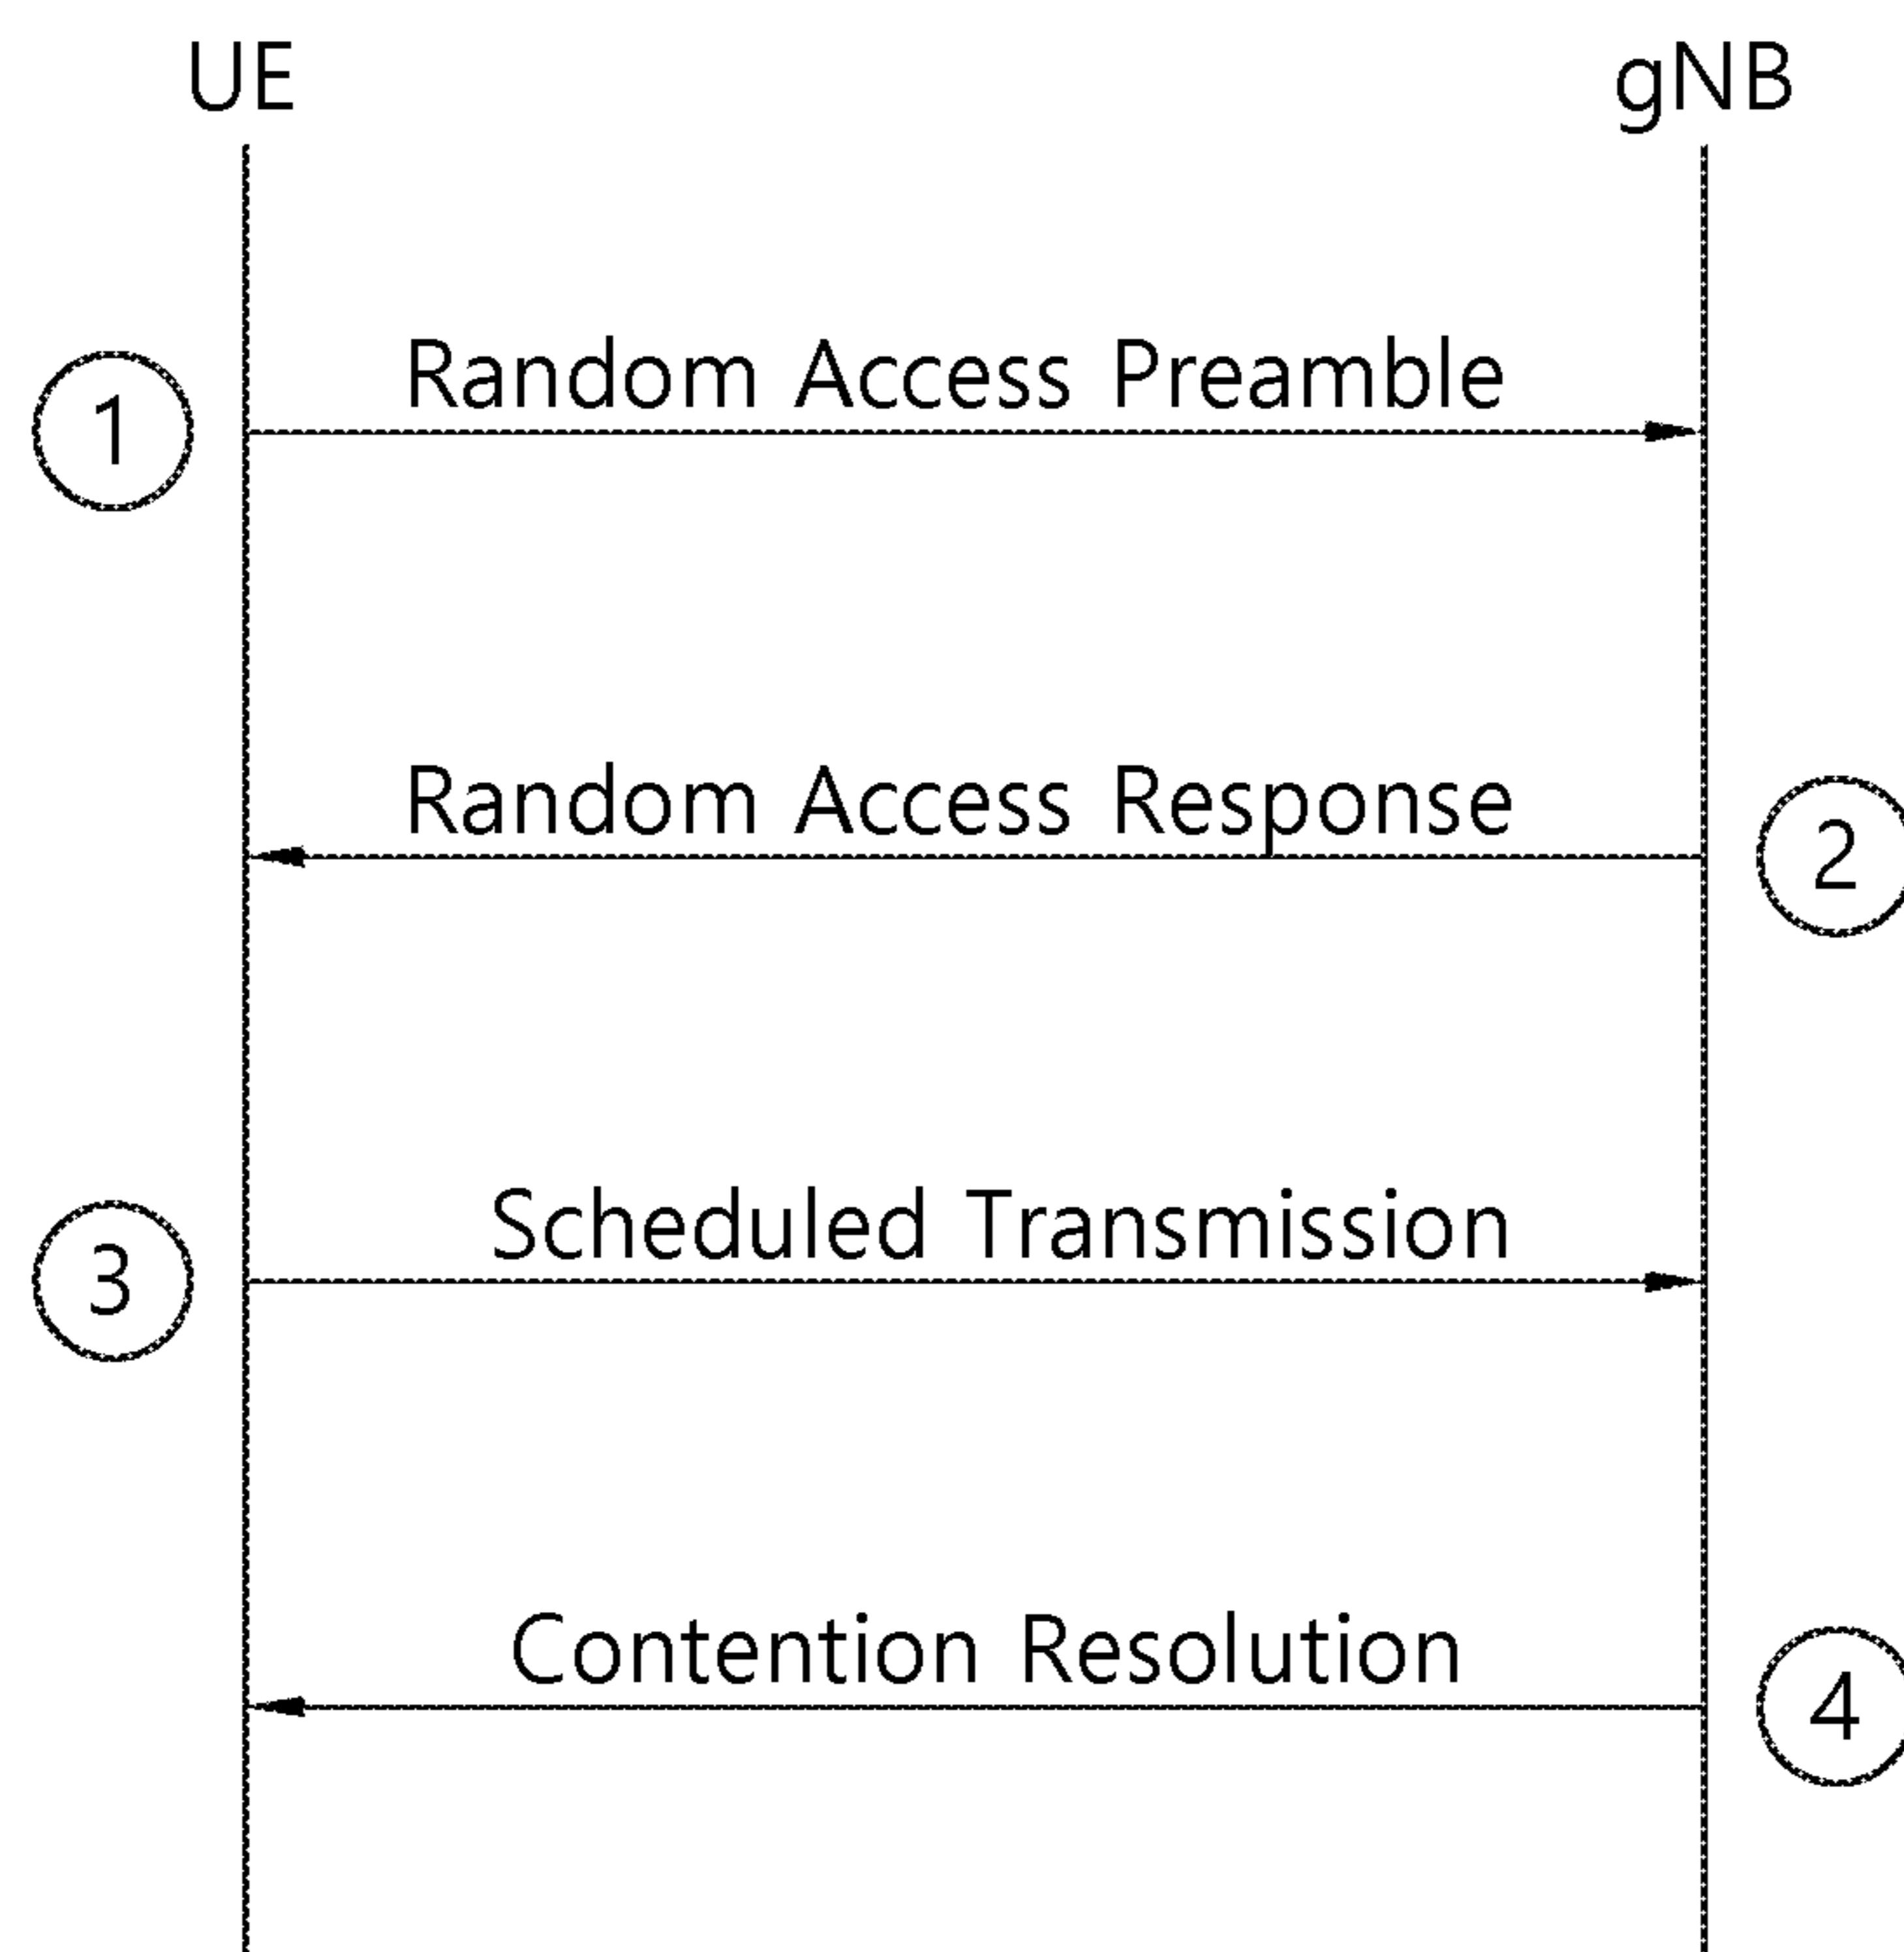 UE
gNB
Random Access Preamble
1
Random Access Response
2
Scheduled Transmission
3
Contention Resolution
4